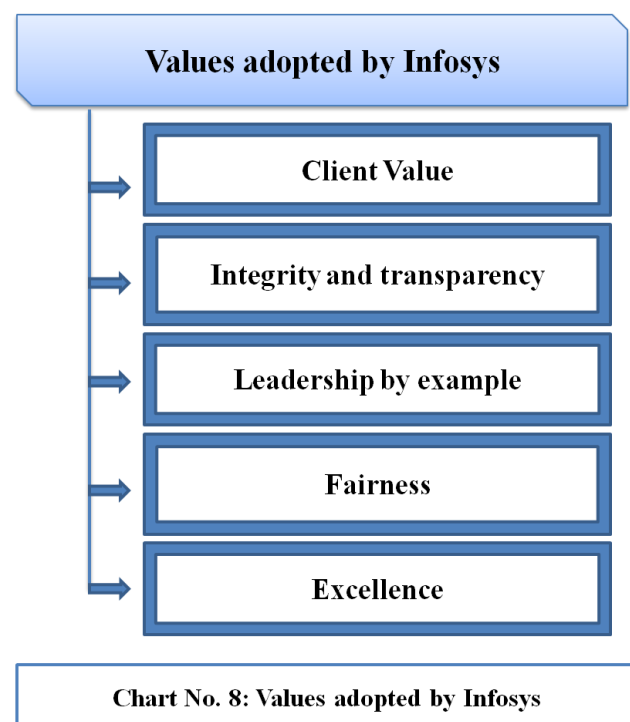 Values adopted by Infosys
Client Value
Integrity and transparency
Leadership by example
Fairness
Excellence
Chart No. 8: Values adopted by Infosys